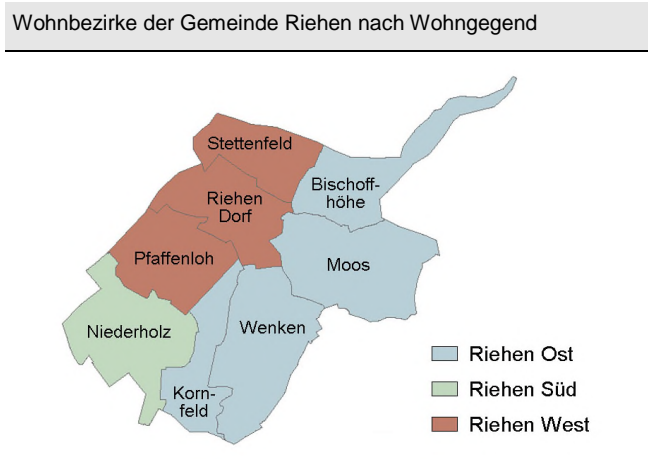 Wohnbezirke der Gemeinde Riehen nach Wohngegend
Stettenfeld
Bischoff-
höhe
Riehen
Dorf
Pfaffenloh
Moos
Niederholz
Wenken
Korn-
feld
Riehen Ost
Riehen Süd
Riehen West